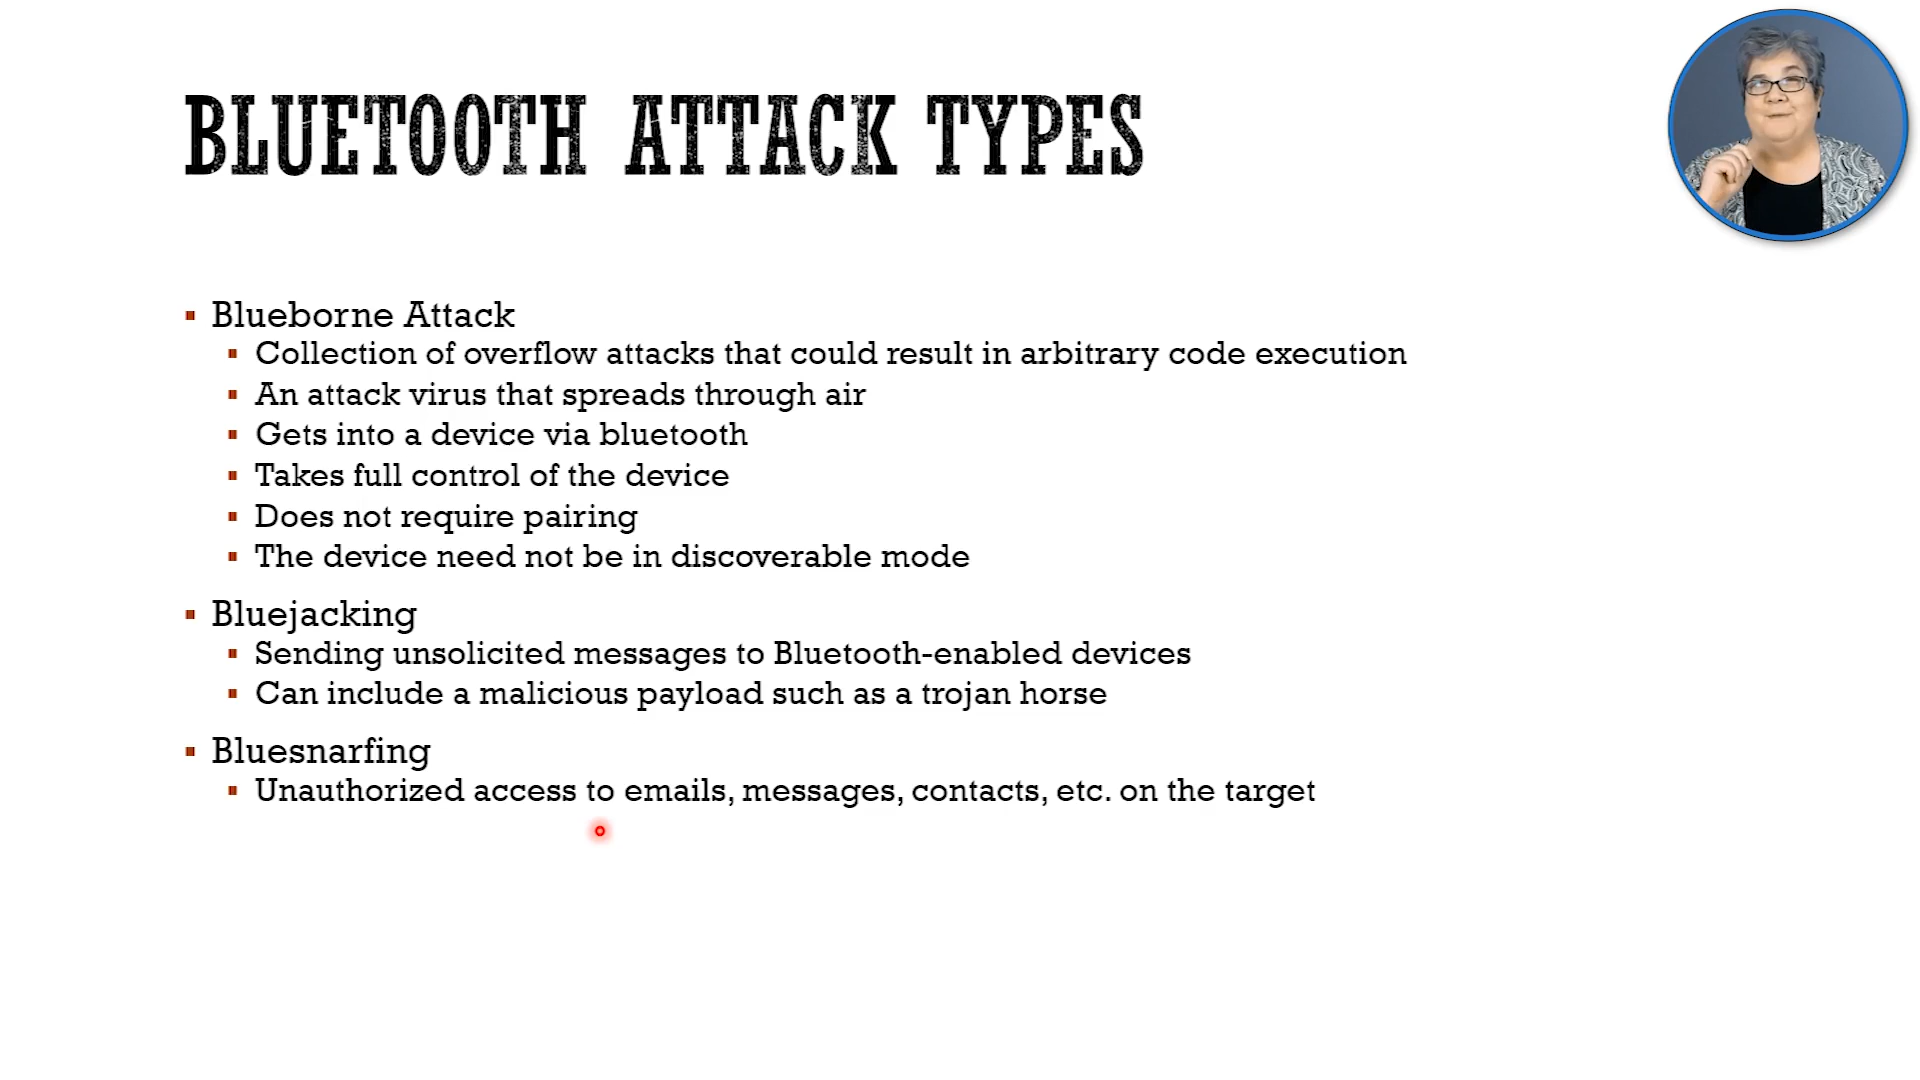 BLUETOOTH ATTACK TYPES
Blueborne Attack
Collection of overflow attacks that could result in arbitrary code execution
An attack virus that spreads through air
Gets into a device via bluetooth
Takes full control of the device
Does not require pairing
The device need not be in discoverable mode
Bluejacking
Sending unsolicited messages to Bluetooth-enabled devices
Can include a malicious payload such as a trojan horse
Bluesnarfing
Unauthorized access to emails, messages, contacts, etc. on the target